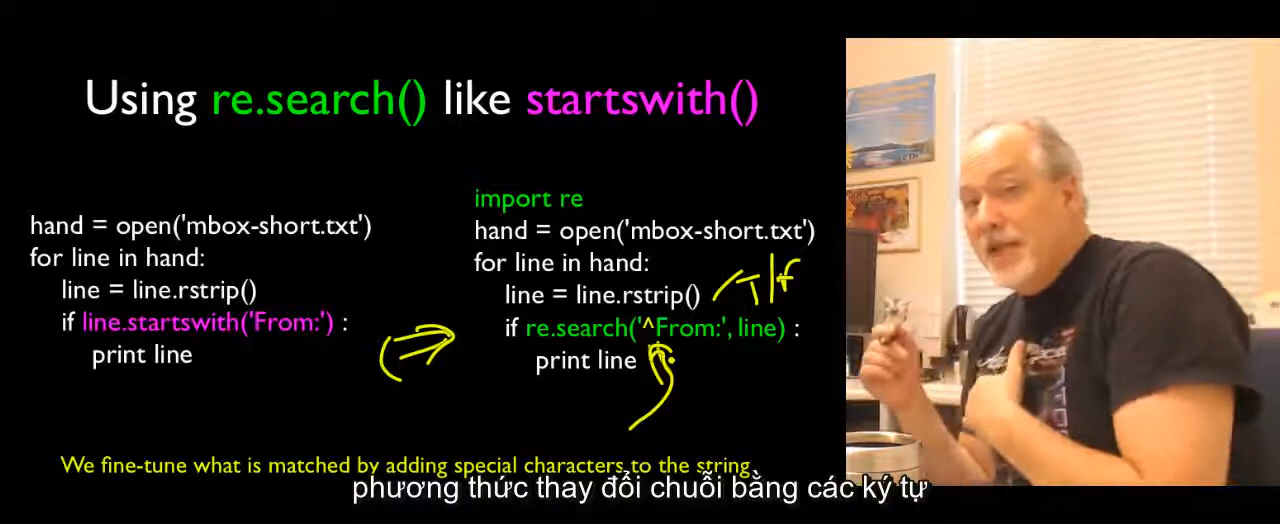 Using re.search() like startswith()
hand = open('mbox-short.txt')
for line in hand:
line = line.rstrip()
if line.startswith('From:') :
print line
import re
hand = open('mbox-short.txt')
for line in hand:
line = line.rstrip()
T/f
if re.search('^From:', line) :
print line
We fine-tune what is matched by adding special characters to the string
phương thức thay đổi chuỗi bằng các ký tự